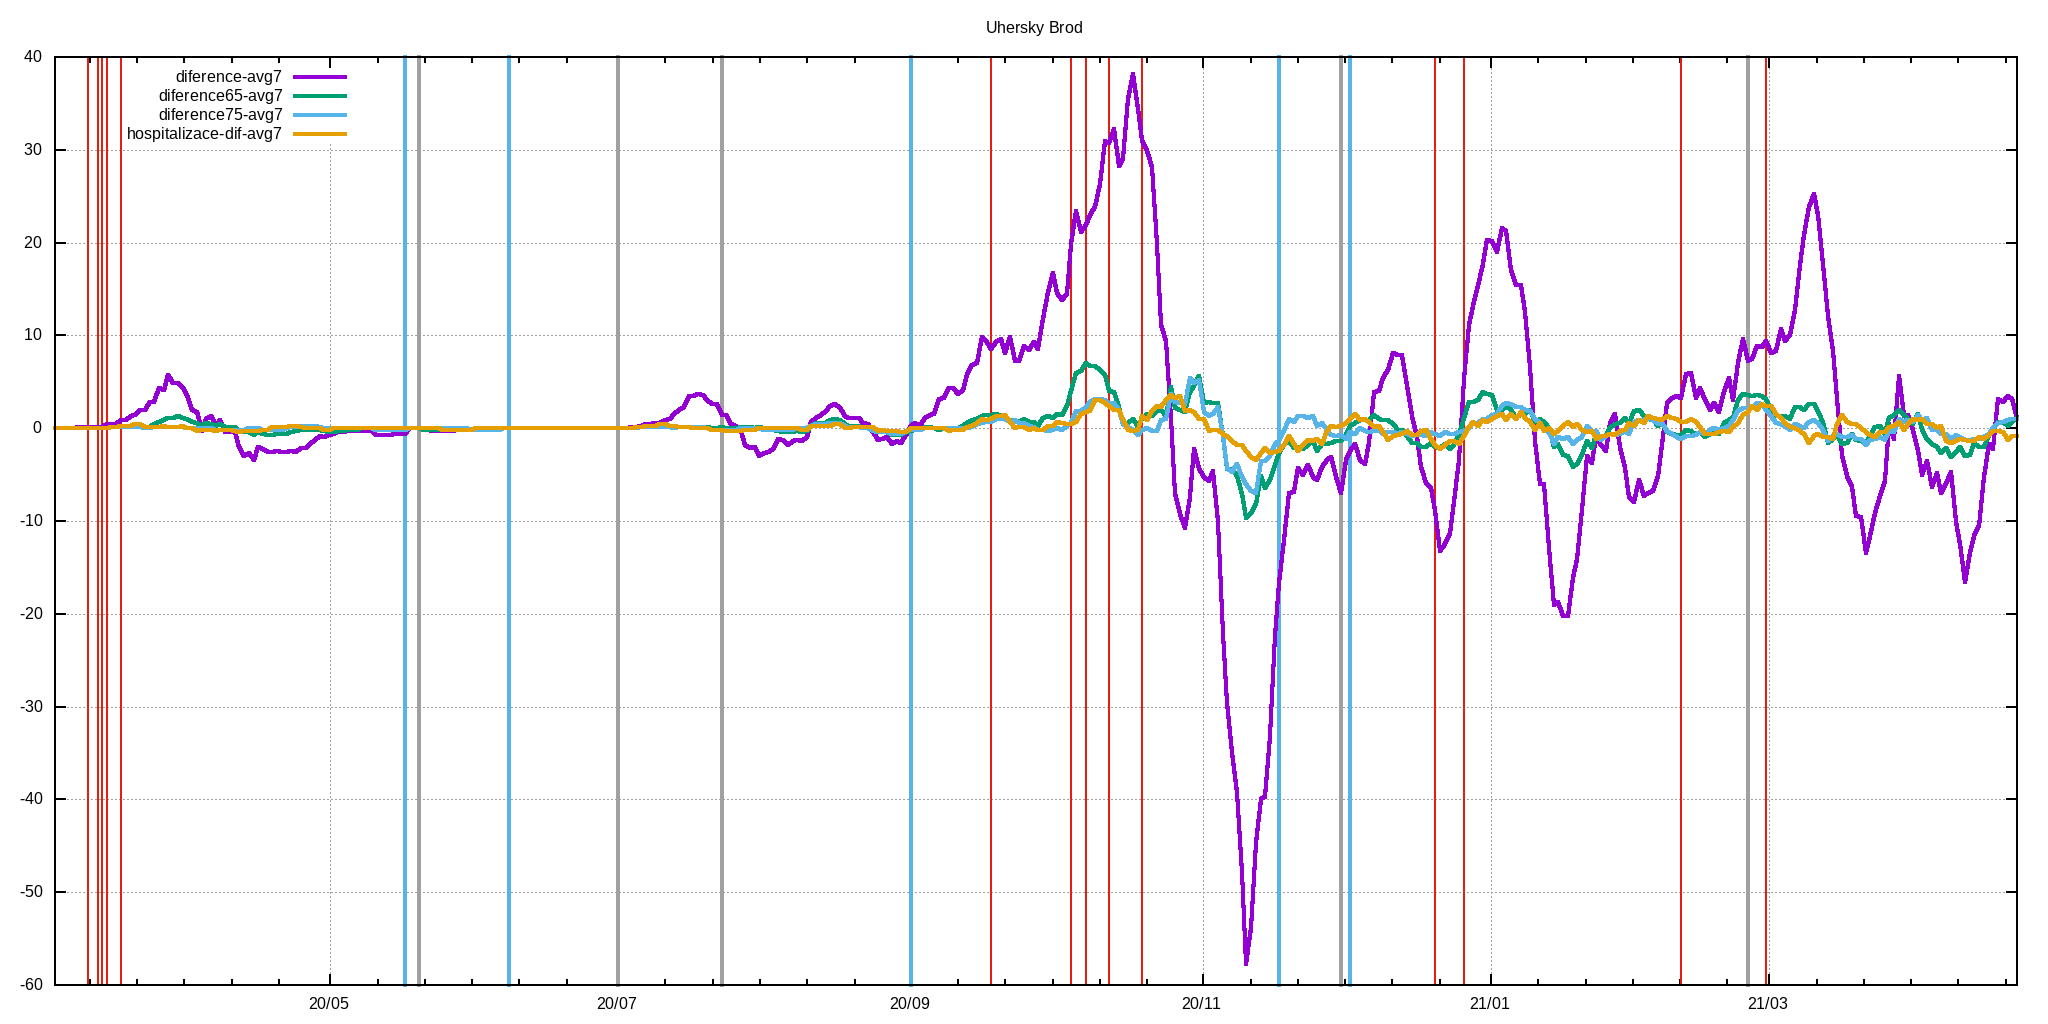 Uhersky Brod
diference-avg7
diference65-avg7
diference75-avg7
hospitalizace-dif-avg7
40
30
20
10
0
-10
-20
-30
-40
-50
-60
20/05 20/07 20/09 20/11 21/01 21/03